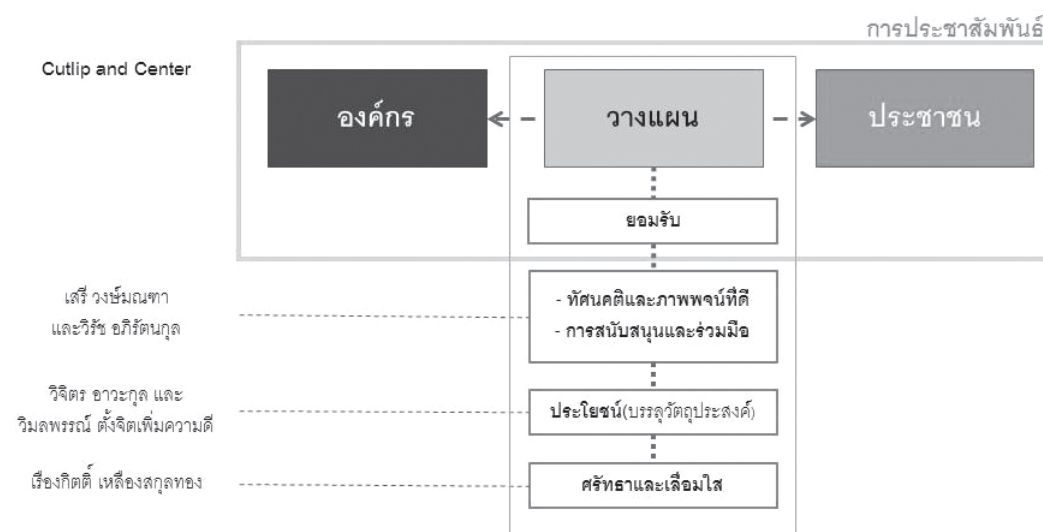 การประชาสัมพันธ์
Cutlip and Center
องค์กร
วางแผน
ประชาชน
ยอมรับ
เสรี วงษ์มณฑา
และวิรัช อภิรัตนกุล
- ทัศนคติและภาพพจน์ที่ดี
- การสนับสนุนและร่วมมือ
วิจิตร อาวะกุล และ
วิมลพรรณ์ ตั้งจิตเพิ่มความดี
ประโยชน์(บรรลุวัตถุประสงค์)
เรืองกิตติ์ เหลืองสกุลทอง
ศรัทธาและเลื่อมใส